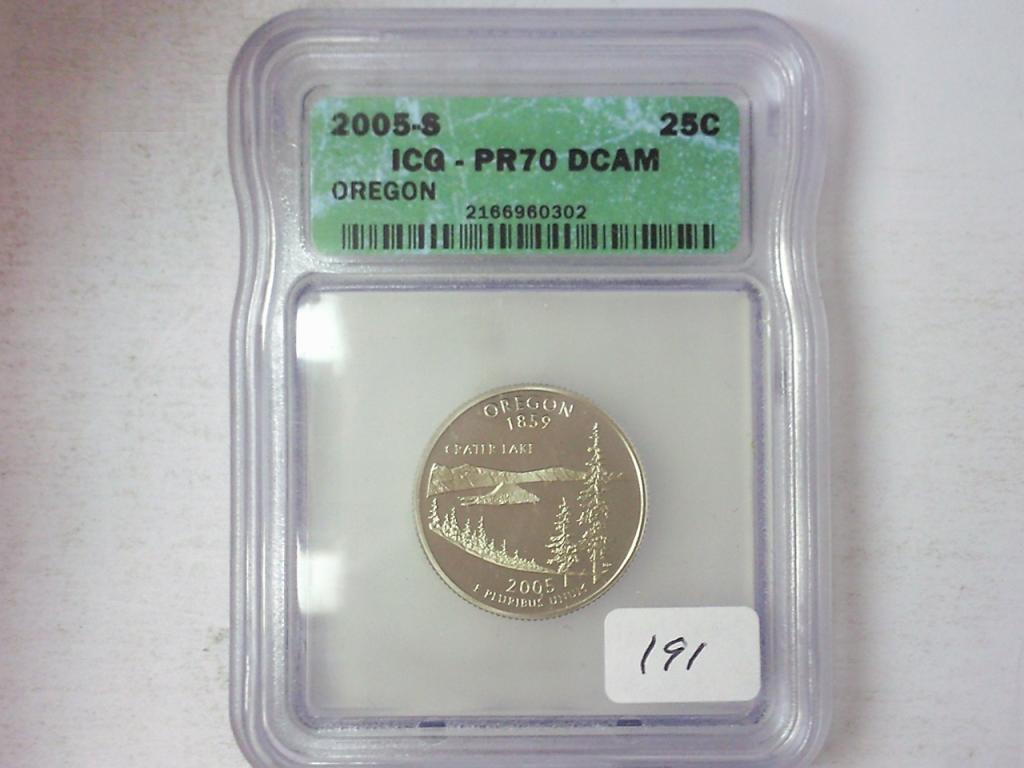 2005-S 25C
ICG - PR70 DCAM
OREGON
2166960302
OREGON
1859
CRATER LAKE
2005
E PLURIBUS UNUM
191